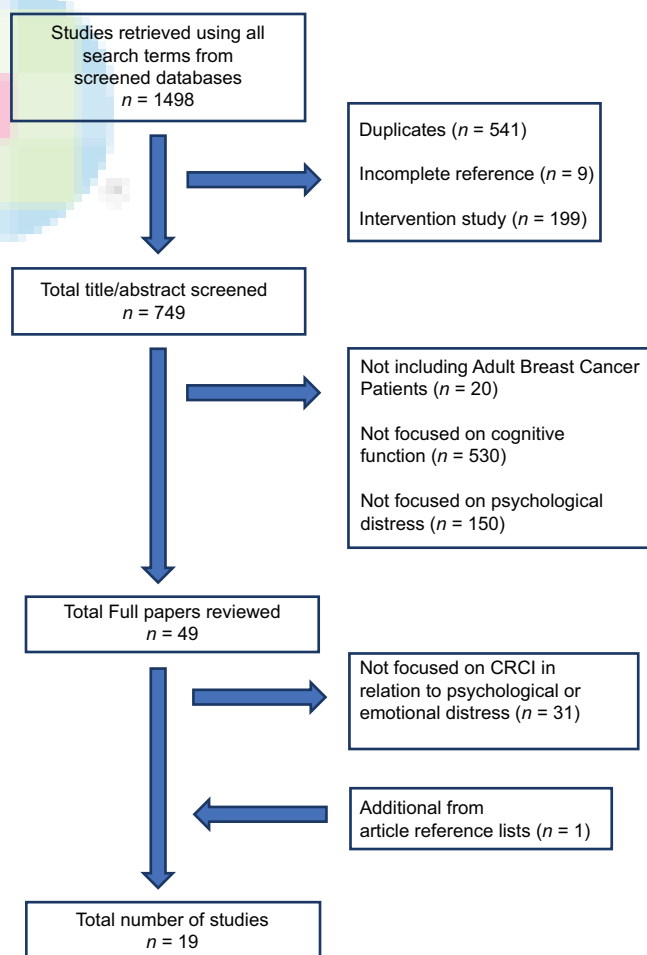 Studies retrieved using all
search terms from
screened databases
n = 1498
Duplicates (n = 541)
Incomplete reference (n = 9)
Intervention study (n = 199)
Total title/abstract screened
n = 749
Not including Adult Breast Cancer
Patients (n = 20)
Not focused on cognitive
function (n = 530)
Not focused on psychological
distress (n = 150)
Total Full papers reviewed
n = 49
Not focused on CRCI in
relation to psychological or
emotional distress (n = 31)
Additional from
article reference lists (n = 1)
Total number of studies
n = 19